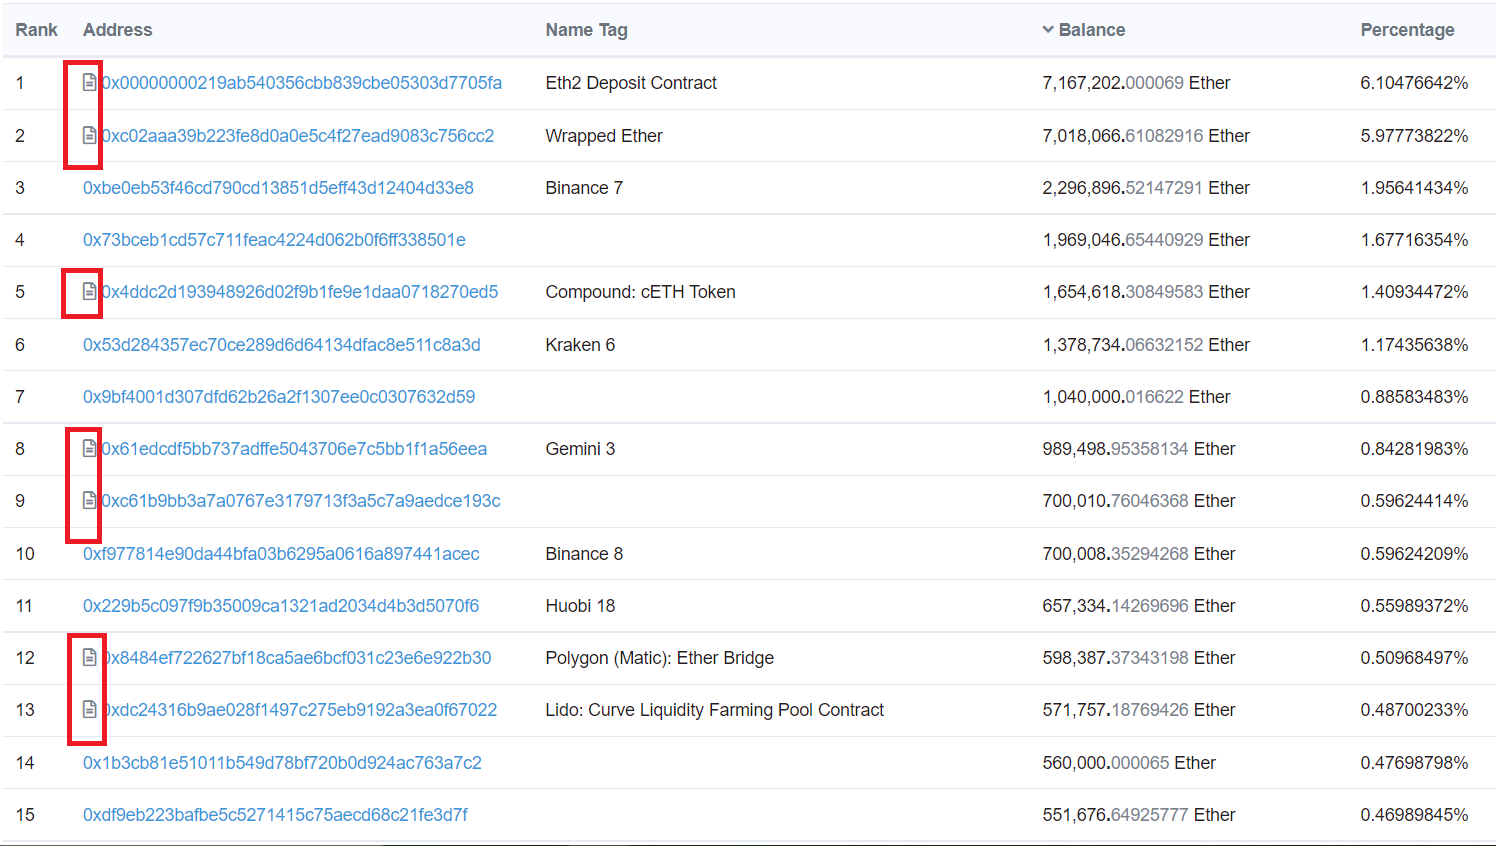 Rank Address Name Tag Balance Percentage
1 0x00000000219ab540356cbb839cbe05303d7705fa Eth2 Deposit Contract 7,167,202.000069 Ether 6.10476642%
2 0xc02aaa39b223fe8d0a0e5c4f27ead9083c756cc2 Wrapped Ether 7,018,066.61082916 Ether 5.97773822%
3 0xbe0eb53f46cd790cd13851d5eff43d12404d33e8 Binance 7 2,296,896.52147291 Ether 1.95641434%
4 0x73bceb1cd57c711feac4224d062b0f6ff338501e 1,969,046.65440929 Ether 1.67716354%
5 0x4ddc2d193948926d02f9b1fe9e1daa0718270ed5 Compound: cETH Token 1,654,618.30849583 Ether 1.40934472%
6 0x53d284357ec70ce289d6d64134dfac8e511c8a3d Kraken 6 1,378,734.06632152 Ether 1.17435638%
7 0x9bf4001d307dfd62b26a2f1307ee0c0307632d59 1,040,000.016622 Ether 0.88583483%
8 0x61edcdf5bb737adffe5043706e7c5bb1f1a56eea Gemini 3 989,498.95358134 Ether 0.84281983%
9 0xc61b9bb3a7a0767e3179713f3a5c7a9aedce193c 700,010.76046368 Ether 0.59624414%
10 0xf977814e90da44bfa03b6295a0616a897441acec Binance 8 700,008.35294268 Ether 0.59624209%
11 0x229b5c097f9b35009ca1321ad2034d4b3d5070f6 Huobi 18 657,334.14269696 Ether 0.55989372%
12 0x8484ef722627bf18ca5ae6bcf031c23e6e922b30 Polygon (Matic): Ether Bridge 598,387.37343198 Ether 0.50968497%
13 0xdc24316b9ae028f1497c275eb9192a3ea0f67022 Lido: Curve Liquidity Farming Pool Contract 571,757.18769426 Ether 0.48700233%
14 0x1b3cb81e51011b549d78bf720b0d924ac763a7c2 560,000.000065 Ether 0.47698798%
15 0xdf9eb223bafbe5c5271415c75aecd68c21fe3d7f 551,676.64925777 Ether 0.46989845%